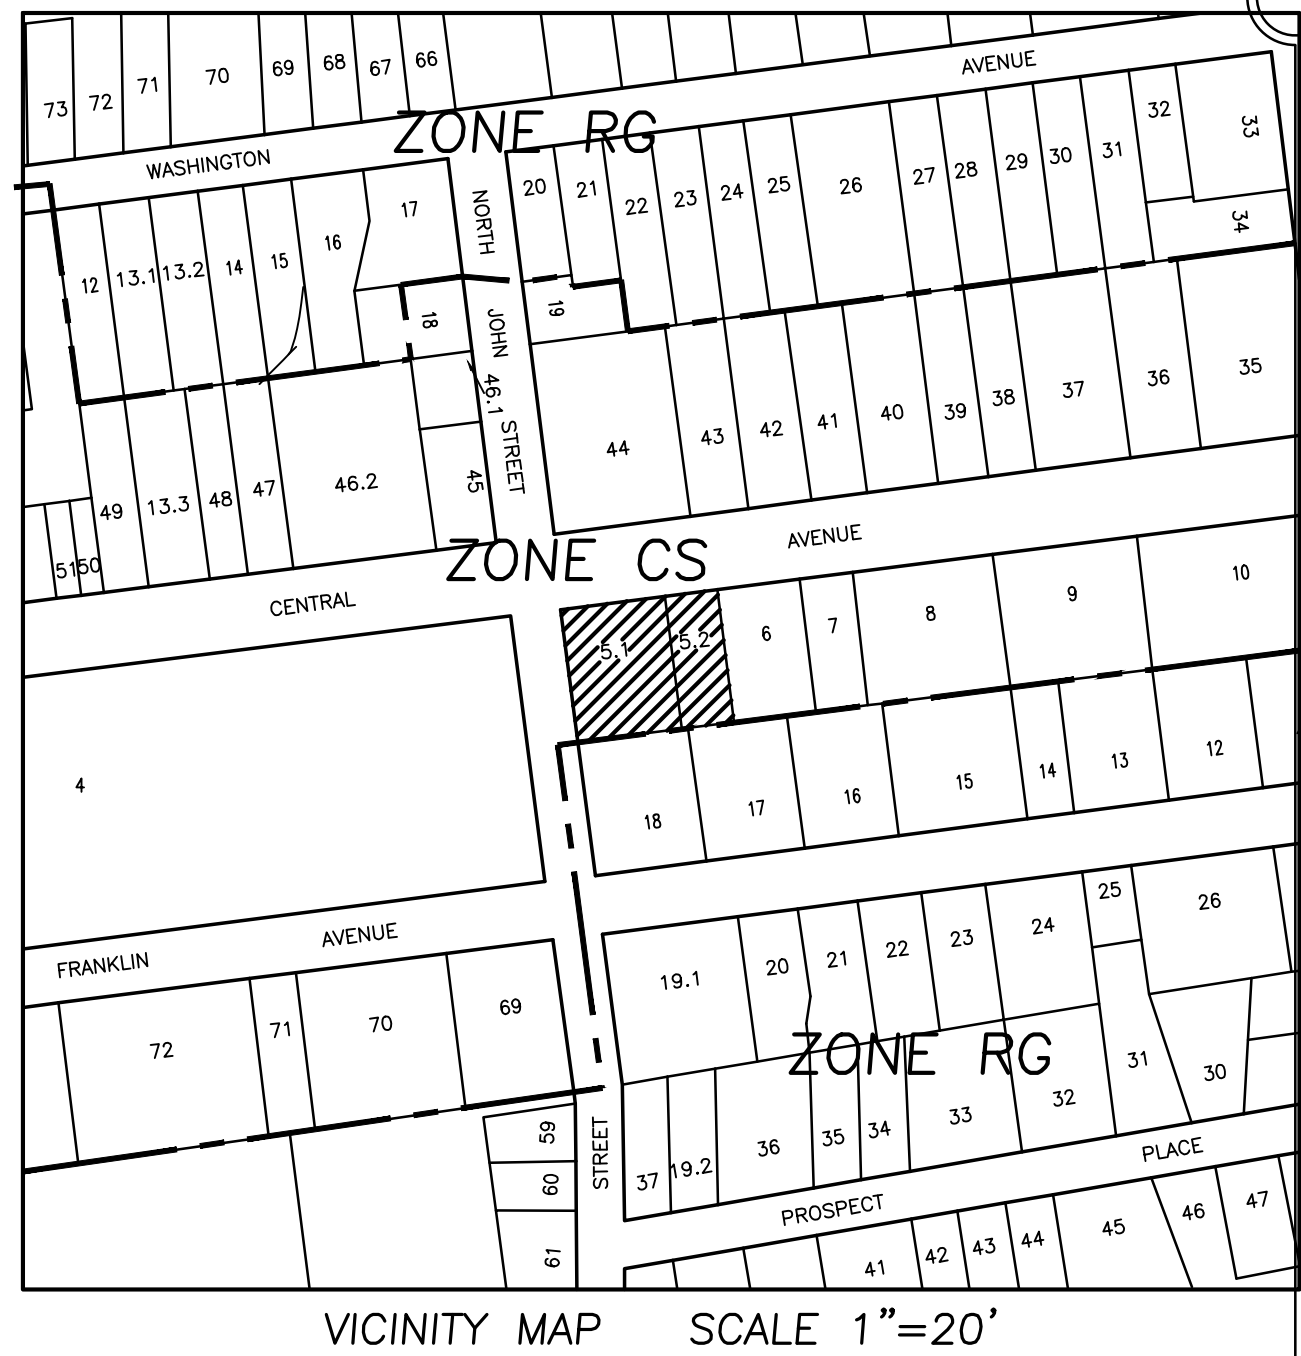 73 72 71 70 69 68 67 66
AVENUE
ZONE RG
WASHINGTON
32 33
12 13.1 13.2 14 15 16 17
NORTH
20 21 22 23 24 25 26 27 28 29 30 31
34
18
JOHN
19
46.1
STREET
45
49 13.3 48 47 46.2
44 43 42 41 40 39 38 37 36 35
51 50
ZONE CS
AVENUE
CENTRAL
5.1 5.2 6 7 8 9 10
4
18 17 16 15 14 13 12
FRANKLIN
AVENUE
19.1 20 21 22 23 24 25 26
72 71 70 69
ZONE RG
31 30
59
60
61
STREET
37 19.2 36 35 34 33 32
PROSPECT
PLACE
41 42 43 44 45 46 47
VICINITY MAP SCALE 1"=20'